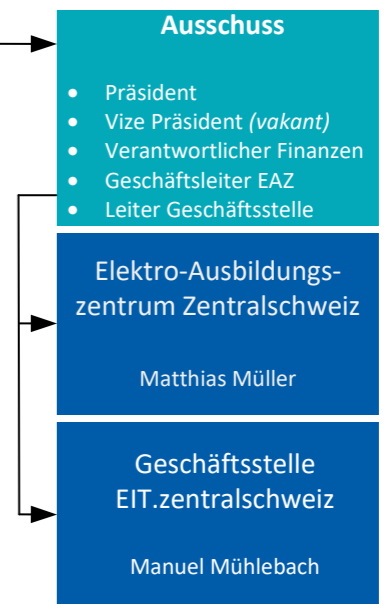 Ausschuss
• Präsident
• Vize Präsident (vakant)
• Verantwortlicher Finanzen
• Geschäftsleiter EAZ
• Leiter Geschäftsstelle
Elektro-Ausbildungs-
zentrum Zentralschweiz
Matthias Müller
Geschäftsstelle
EIT.zentralschweiz
Manuel Mühlebach